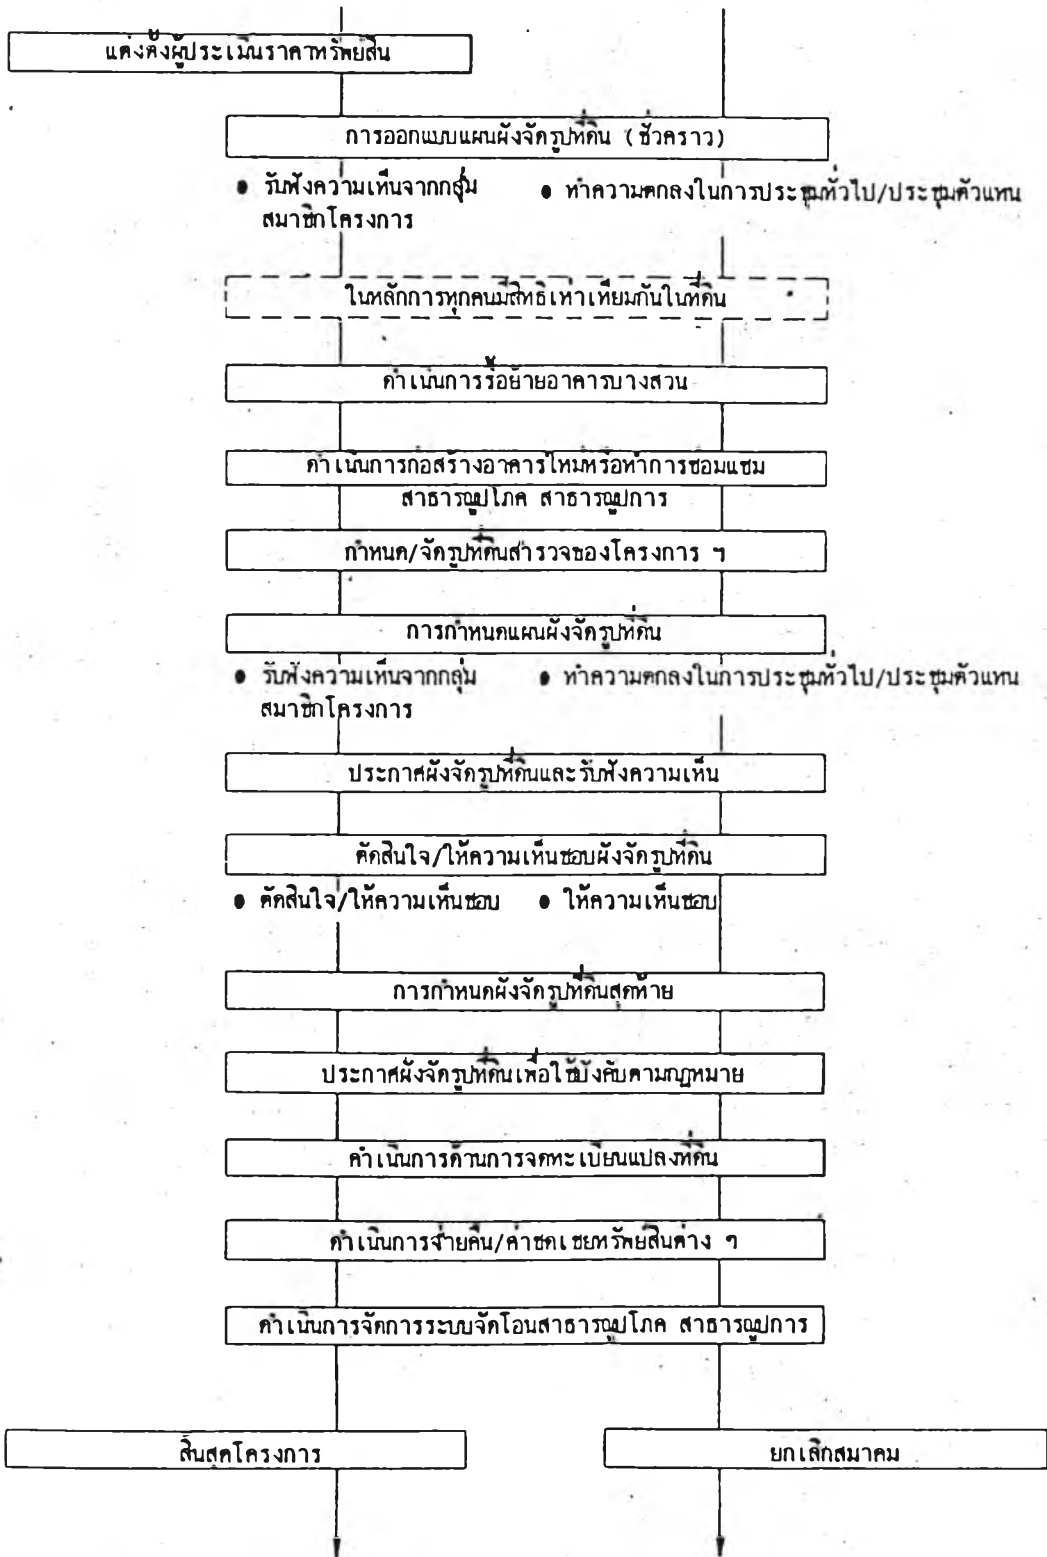 แต่งตั้งผู้ประเมินราคาทรัพย์สิน
การออกแบบแผนผังจัดรูปที่ดิน (ชั่วคราว)
● รับฟังความเห็นจากกลุ่ม ● ทำความตกลงในการประชุมทั่วไป/ประชุมตัวแทน
สมาชิกโครงการ
ในหลักการทุกคนมีสิทธิเท่าเทียมกันในที่ดิน
ดำเนินการรื้อย้ายอาคารบางส่วน
ดำเนินการก่อสร้างอาคารใหม่หรือทำการซ่อมแซม
สาธารณูปโภค สาธารณูปการ
กำหนด/จัดรูปที่ดินสำรวจของโครงการ ฯ
การกำหนดแผนผังจัดรูปที่ดิน
● รับฟังความเห็นจากกลุ่ม ● ทำความตกลงในการประชุมทั่วไป/ประชุมตัวแทน
สมาชิกโครงการ
ประกาศผังจัดรูปที่ดินและรับฟังความเห็น
ตัดสินใจ/ให้ความเห็นชอบผังจัดรูปที่ดิน
● ตัดสินใจ/ให้ความเห็นชอบ ● ให้ความเห็นชอบ
การกำหนดผังจัดรูปที่ดินสุดท้าย
ประกาศผังจัดรูปที่ดินเพื่อใช้บังคับตามกฎหมาย
ดำเนินการด้านการจดทะเบียนแปลงที่ดิน
ดำเนินการจ่ายคืน/ค่าชดเชยทรัพย์สินต่าง ๆ
ดำเนินการจัดการระบบจัดโอนสาธารณูปโภค สาธารณูปการ
สิ้นสุดโครงการ
ยกเลิกสมาคม